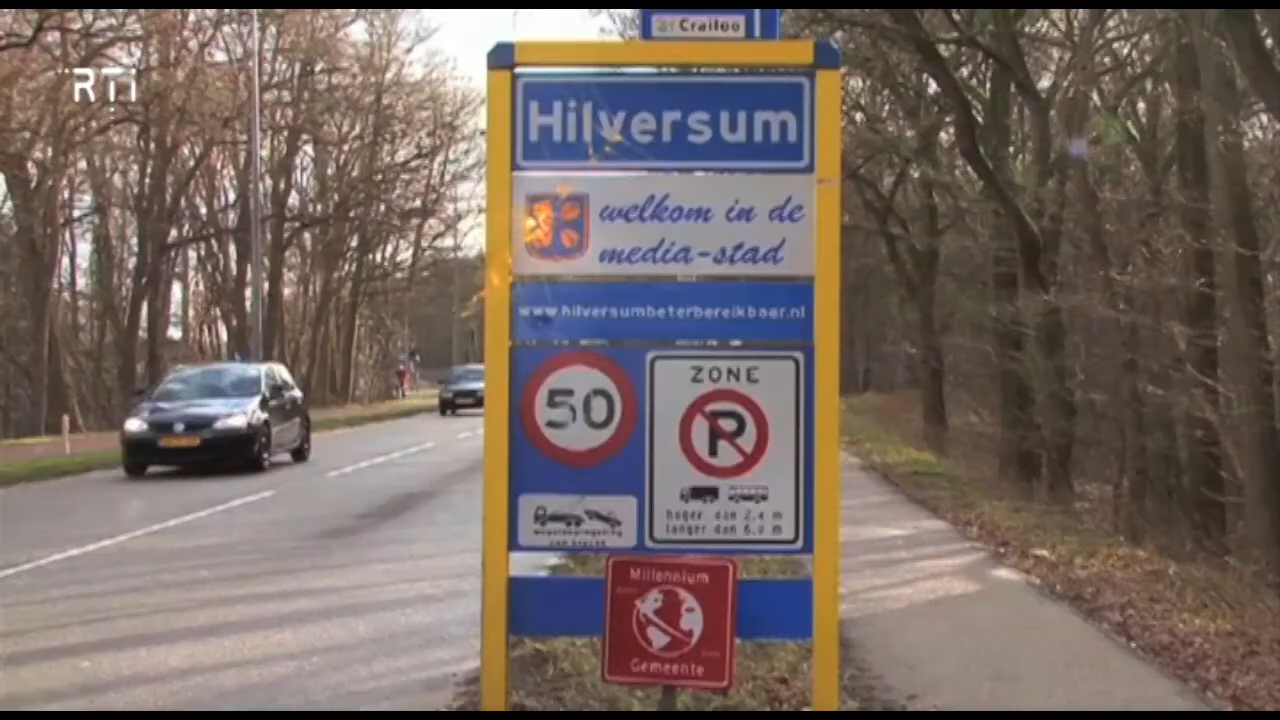 RTi
Crailoo
Hilversum
welkom in de
media-stad
www.hilversumbeterbereikbaar.nl
50
ZONE
P
hoger dan 2.4 m
langer dan 6.0 m
Millennium
Gemeente